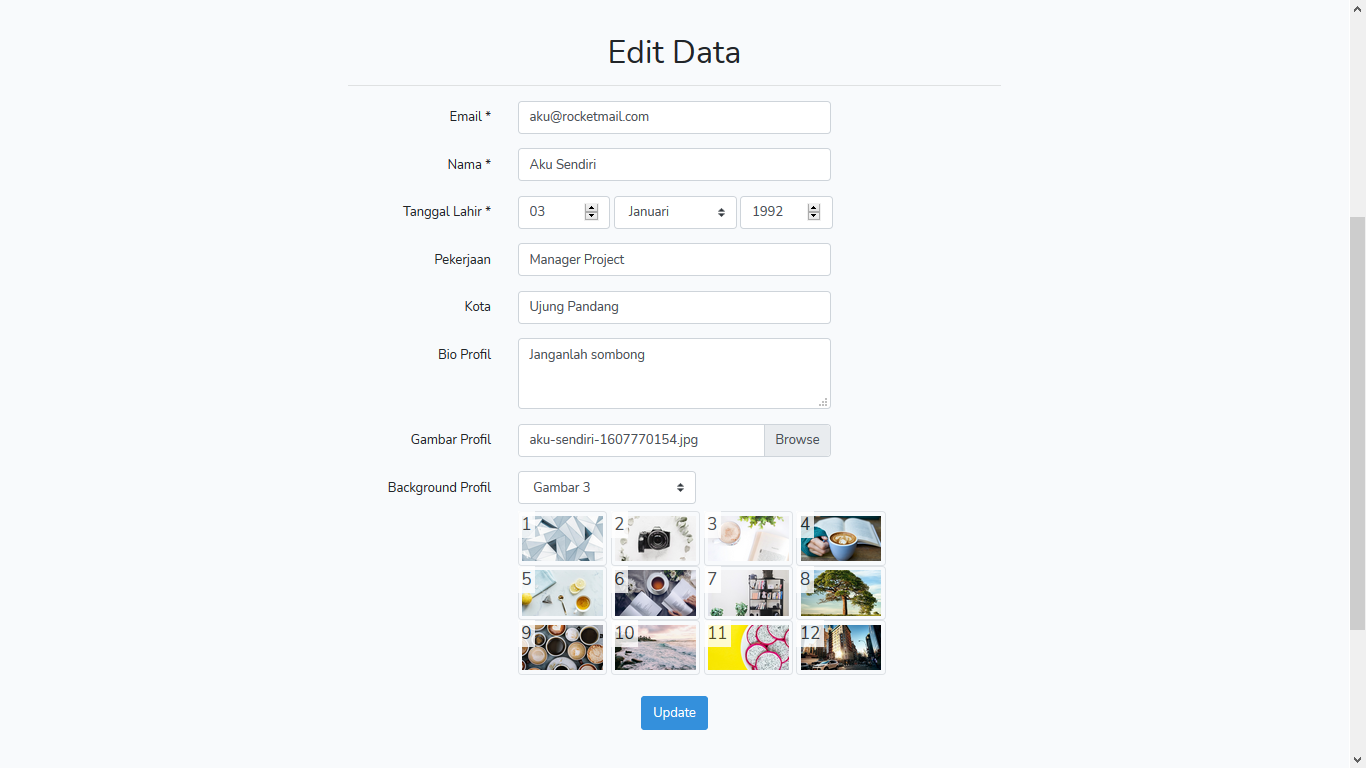 Edit Data
Email * aku@rocketmail.com
Nama * Aku Sendiri
Tanggal Lahir * 03 Januari 1992
Pekerjaan Manager Project
Kota Ujung Pandang
Bio Profil Janganlah sombong
Gambar Profil aku-sendiri-1607770154.jpg Browse
Background Profil Gambar 3
1 2 3 4
5 6 7 8
9 10 11 12
Update